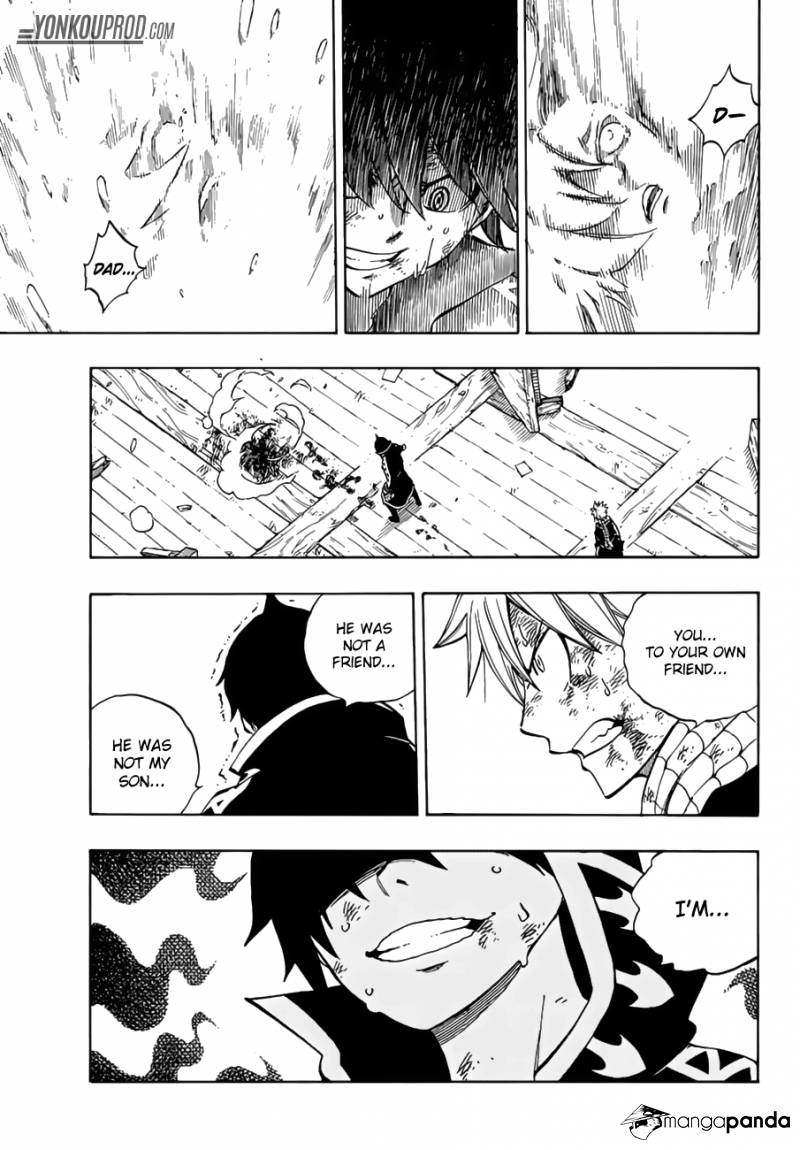 =YONKOUPROD.COM
D—
DAD...
YOU...
TO YOUR OWN
FRIEND...
HE WAS
NOT A
FRIEND...
HE WAS
NOT MY
SON...
I'M...
mangapanda